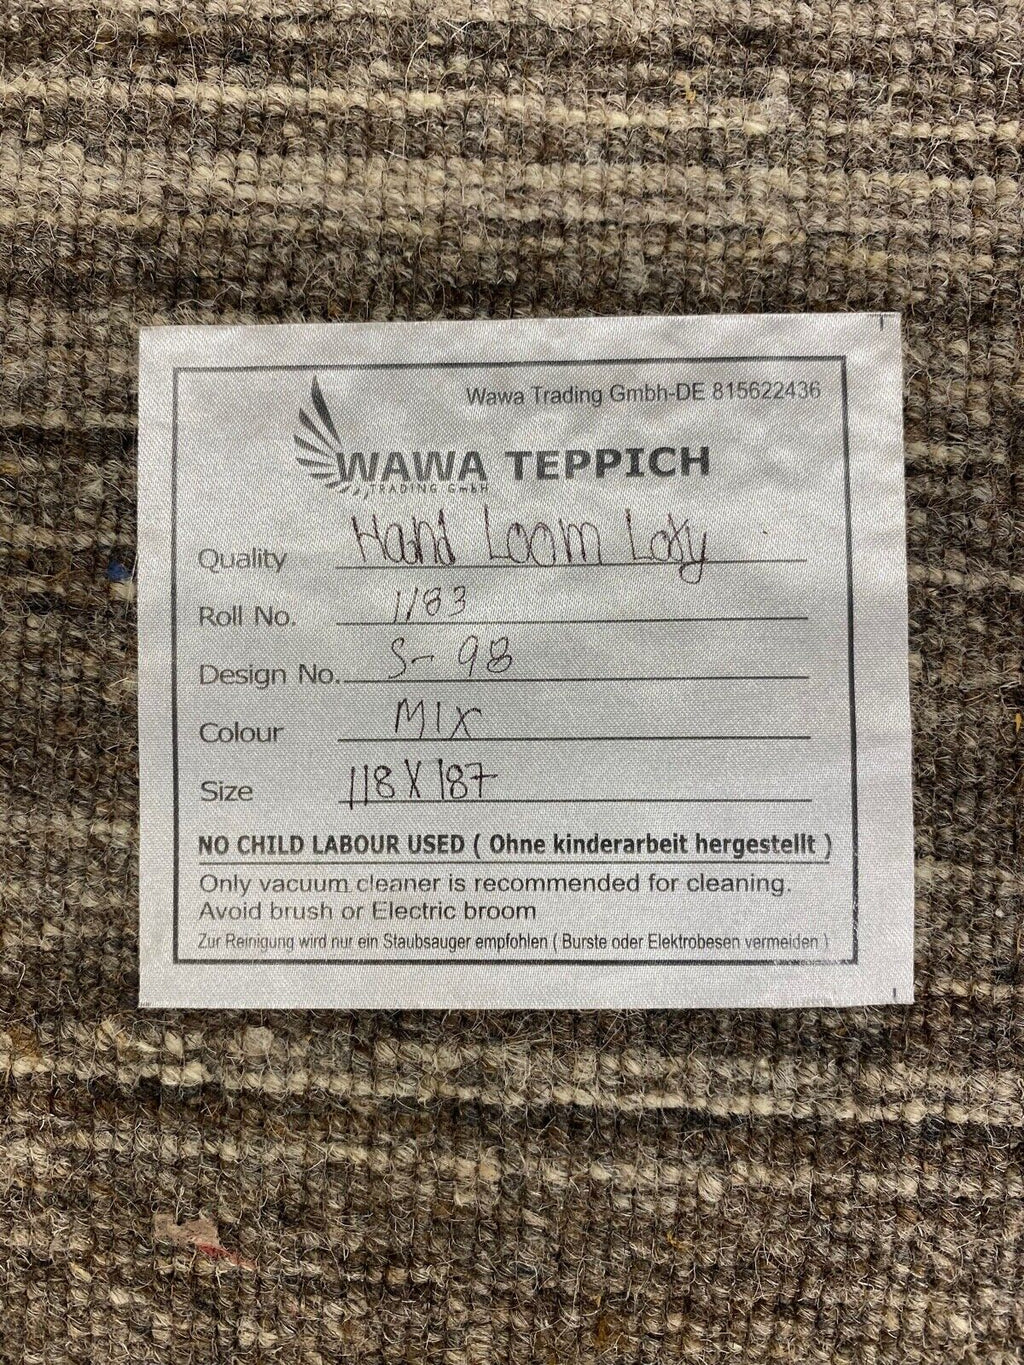 Wawa Trading Gmbh-DE 815622436
WAWA TEPPICH
TRADING GmbH
Quality Hand Loom Lory
Roll No. 1183
Design No. S-98
Colour MIX
Size 118 X 187
NO CHILD LABOUR USED ( Ohne kinderarbeit hergestellt )
Only vacuum cleaner is recommended for cleaning.
Avoid brush or Electric broom
Zur Reinigung wird nur ein Staubsauger empfohlen ( Burste oder Elektrobesen vermeiden )